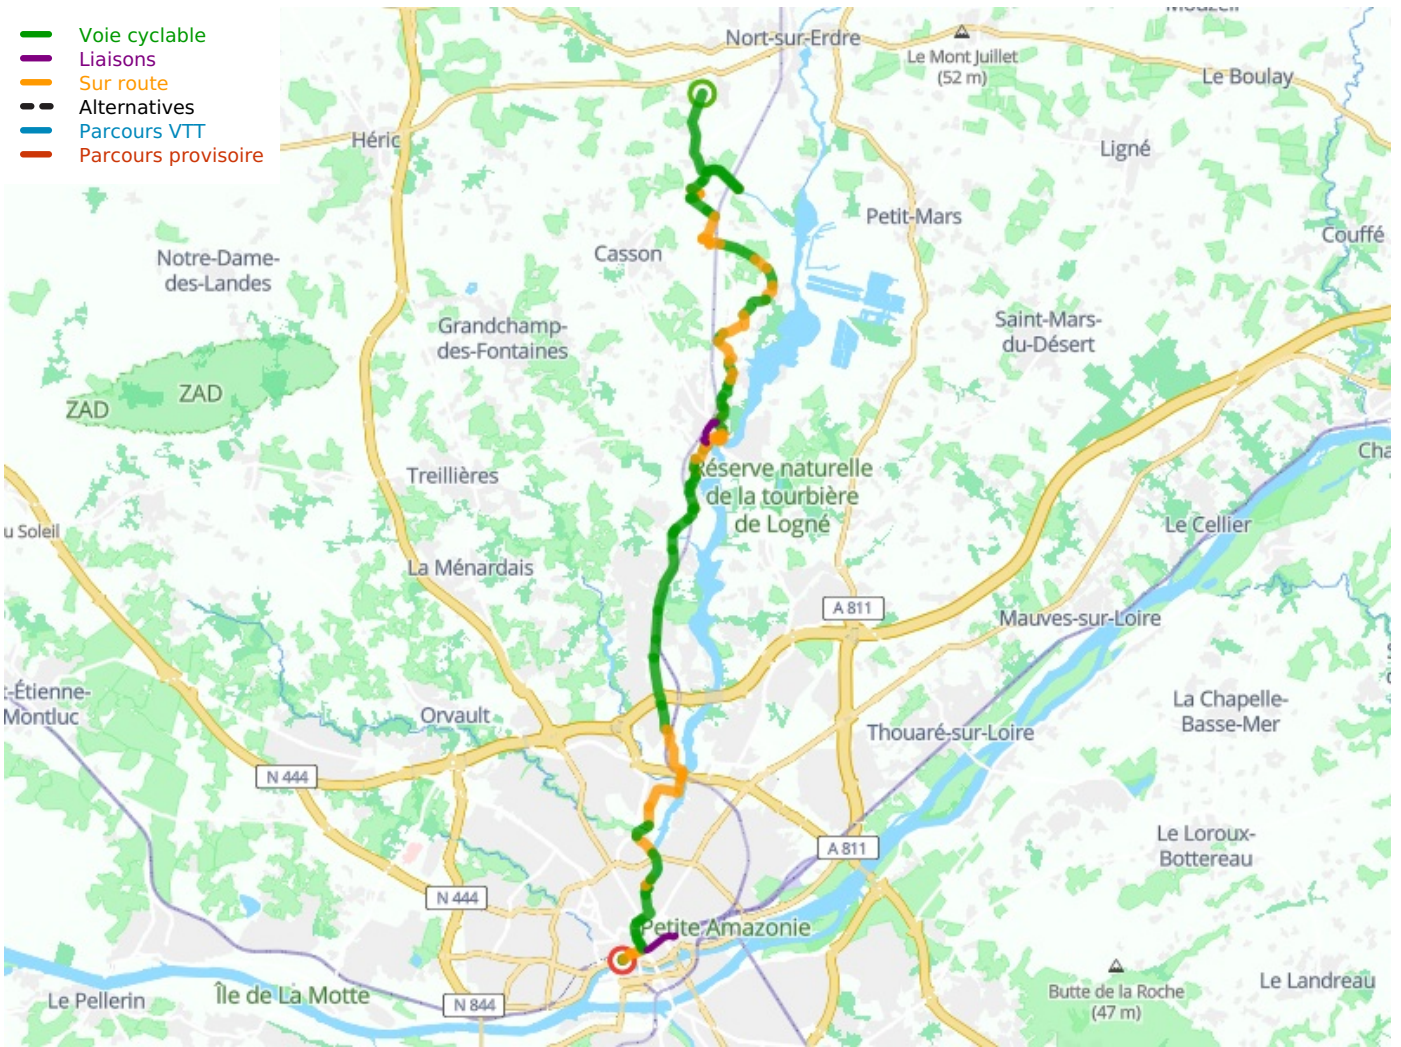 Voie cyclable
Liaisons
Sur route
Alternatives
Parcours VTT
Parcours provisoire
Nort-sur-Erdre
Le Mont Juillet
(52 m)
Le Boulay
Héric
Ligné
Petit-Mars
Couffé
Casson
Notre-Dame-
des-Landes
Grandchamp-
des-Fontaines
Saint-Mars-
du-Désert
ZAD
ZAD
Treillières
Réserve naturelle
de la tourbière
de Logné
Cha
Le Cellier
u Soleil
La Ménardais
A 811
Mauves-sur-Loire
t-Étienne-
Montluc
Orvault
La Chapelle-
Basse-Mer
Thouaré-sur-Loire
N 444
A 811
Le Loroux-
Bottereau
N 444
Petite Amazonie
Le Pellerin
Île de La Motte
N 844
Butte de la Roche
(47 m)
Le Landreau